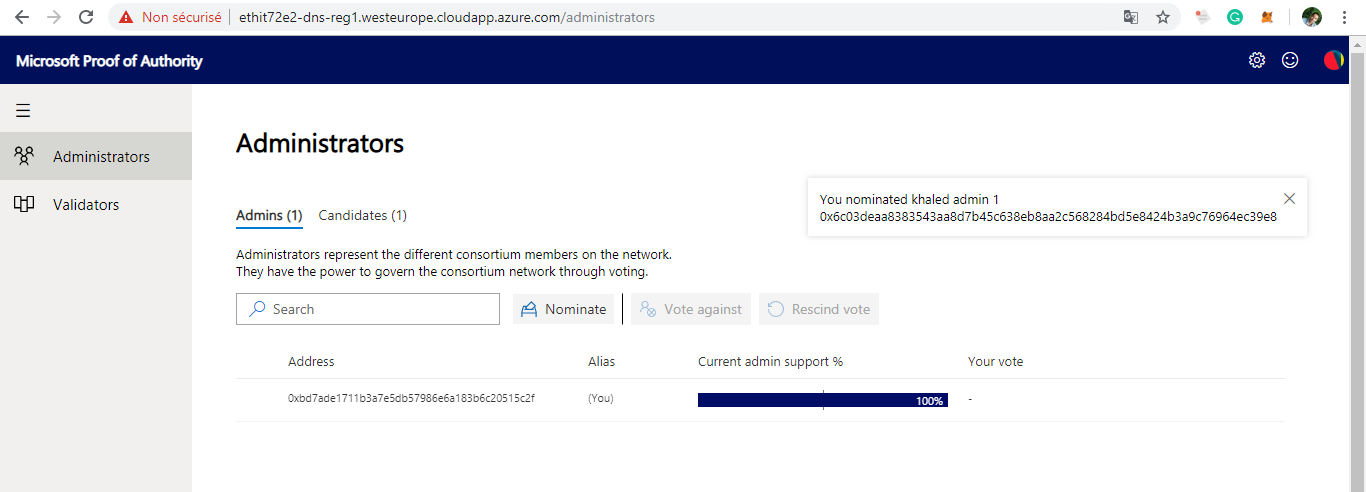 Non sécurisé
ethit72e2-dns-reg1.westeurope.cloudapp.azure.com/administrators
Microsoft Proof of Authority
Administrators
Validators
Administrators
You nominated khaled admin 1
0x6c03deaa8383543aa8d7b45c638eb8aa2c568284bd5e8424b3a9c76964ec39e8
Admins (1) Candidates (1)
Administrators represent the different consortium members on the network.
They have the power to govern the consortium network through voting.
Search Nominate Vote against Rescind vote
Address Alias Current admin support % Your vote
0xbd7ade1711b3a7e5db57986e6a183b6c20515c2f (You) 100% -